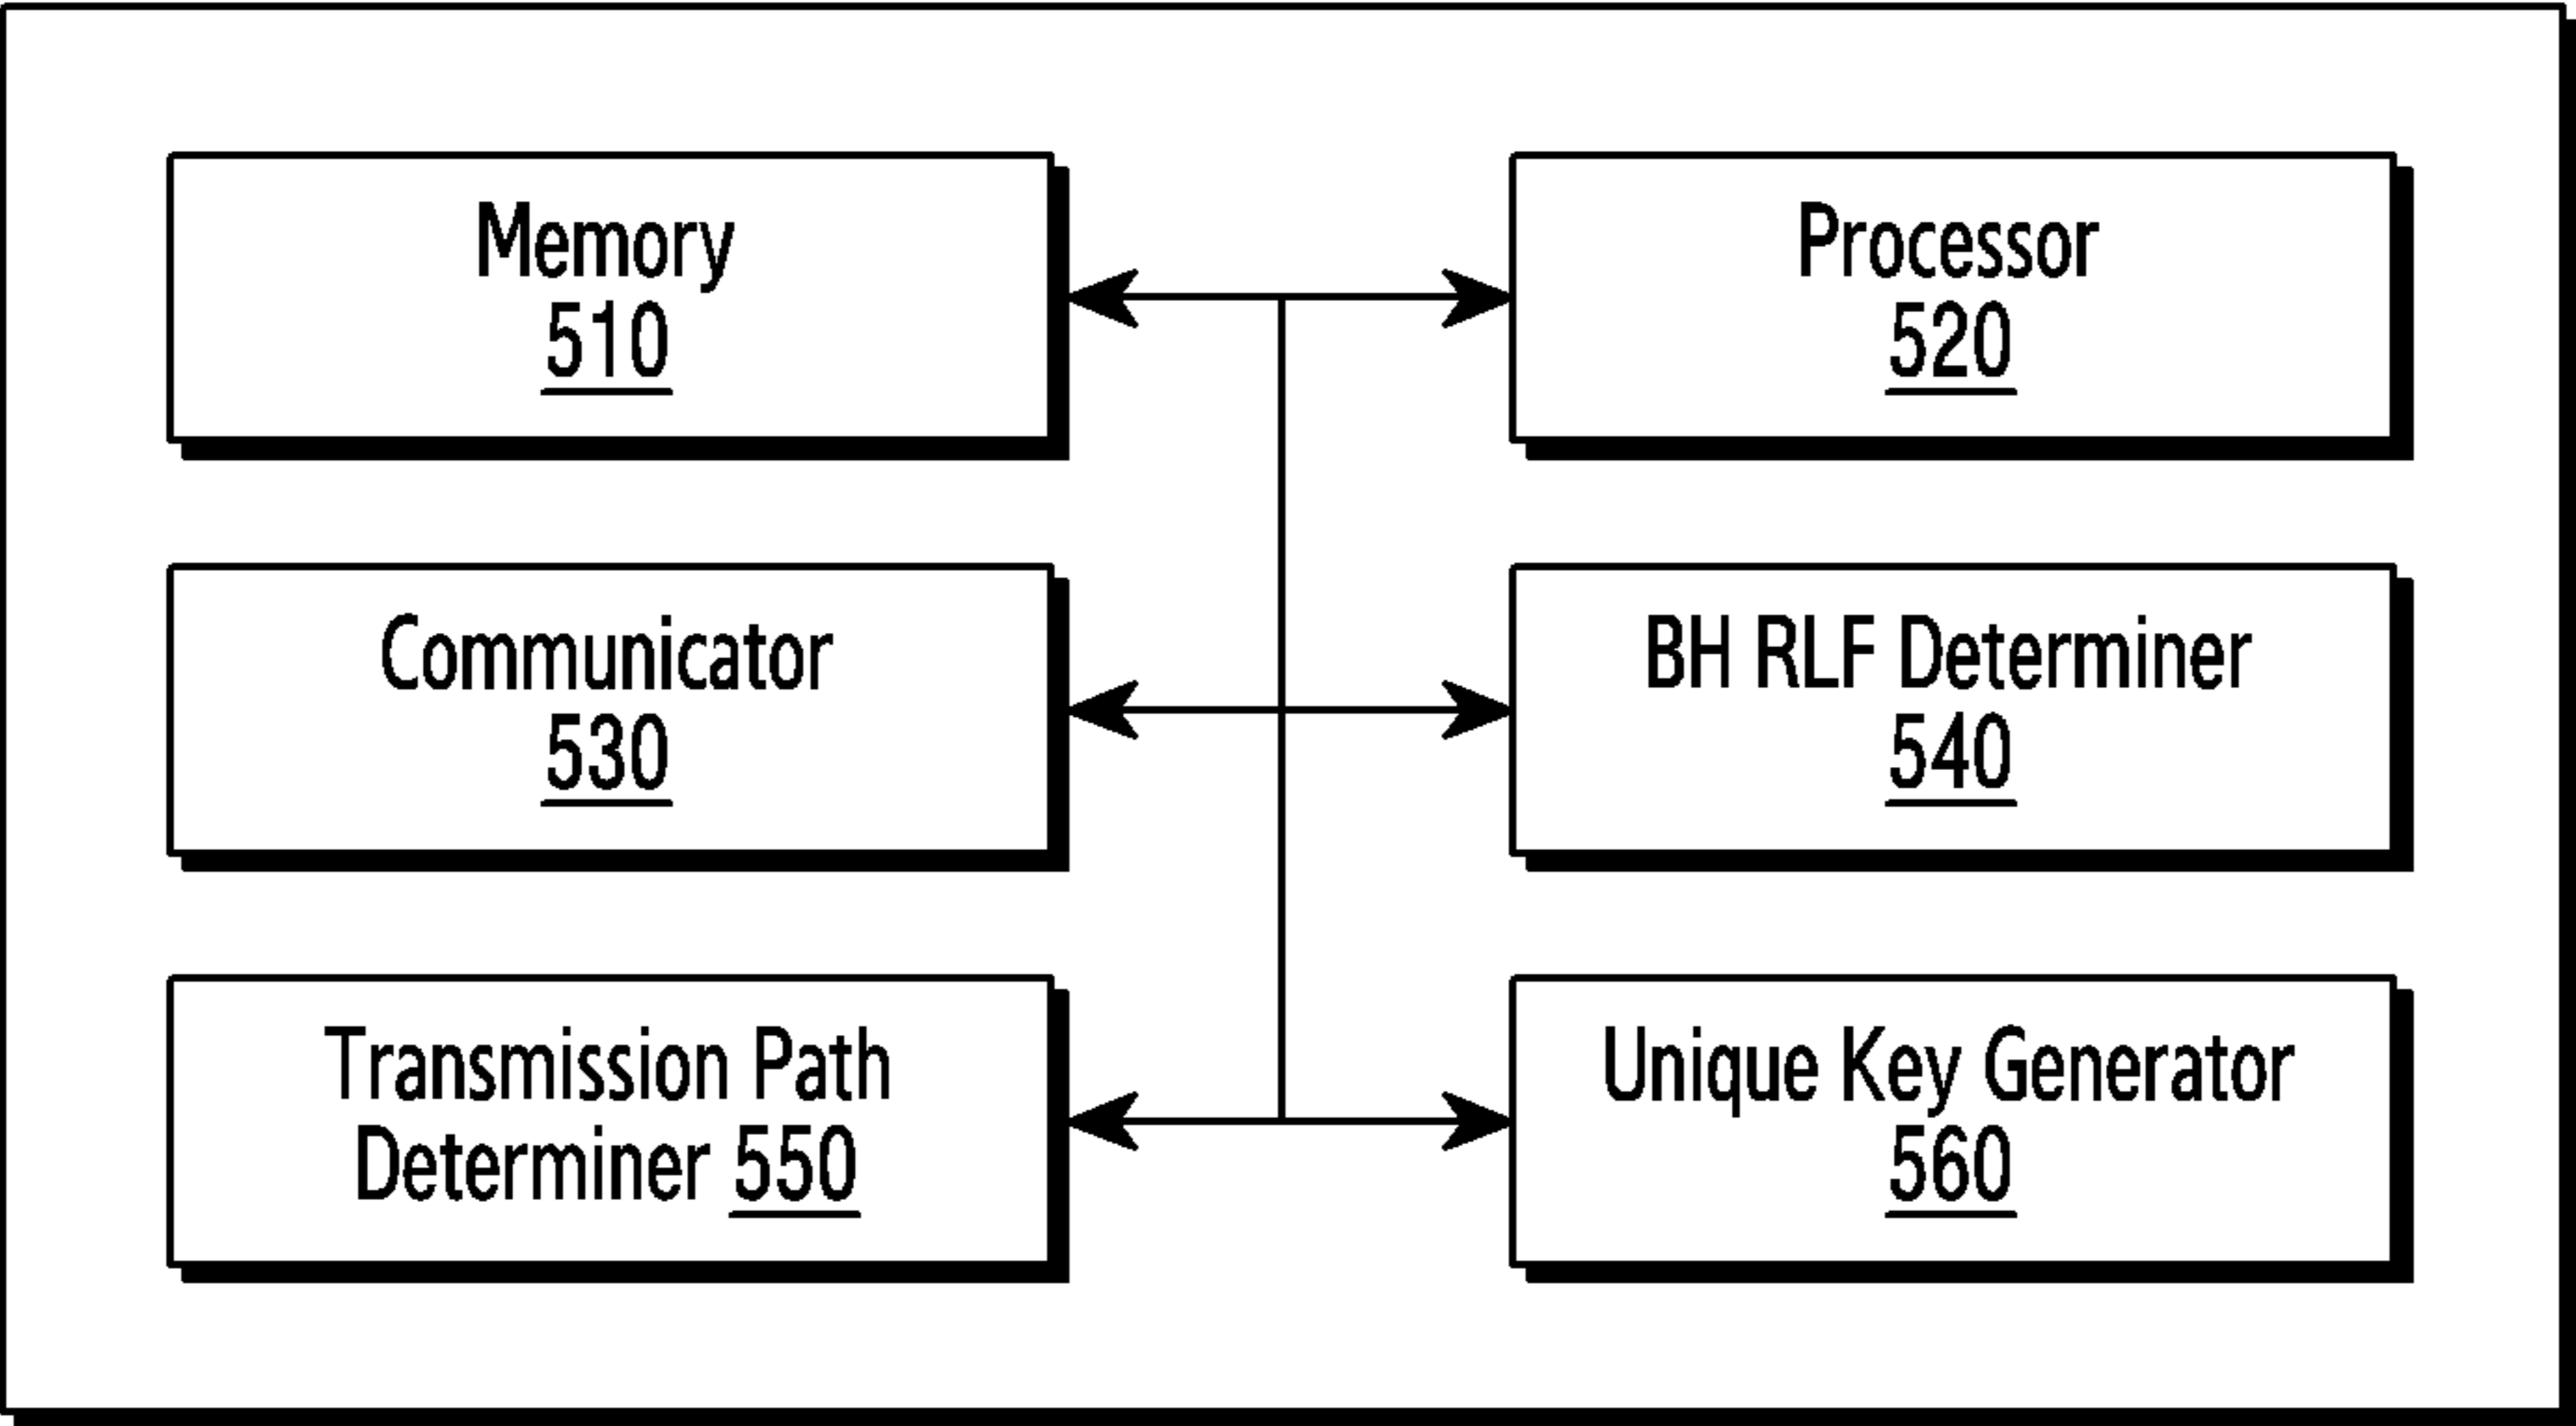 Memory
510
Processor
520
Communicator
530
BH RLF Determiner
540
Transmission Path
Determiner 550
Unique Key Generator
560